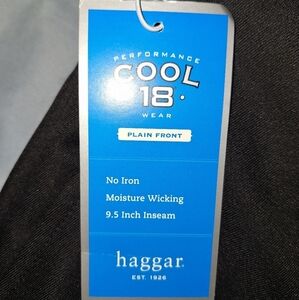 PERFORMANCE
COOL
18
WEAR
PLAIN FRONT
No Iron
Moisture Wicking
9.5 Inch Inseam
haggar
EST. 1926